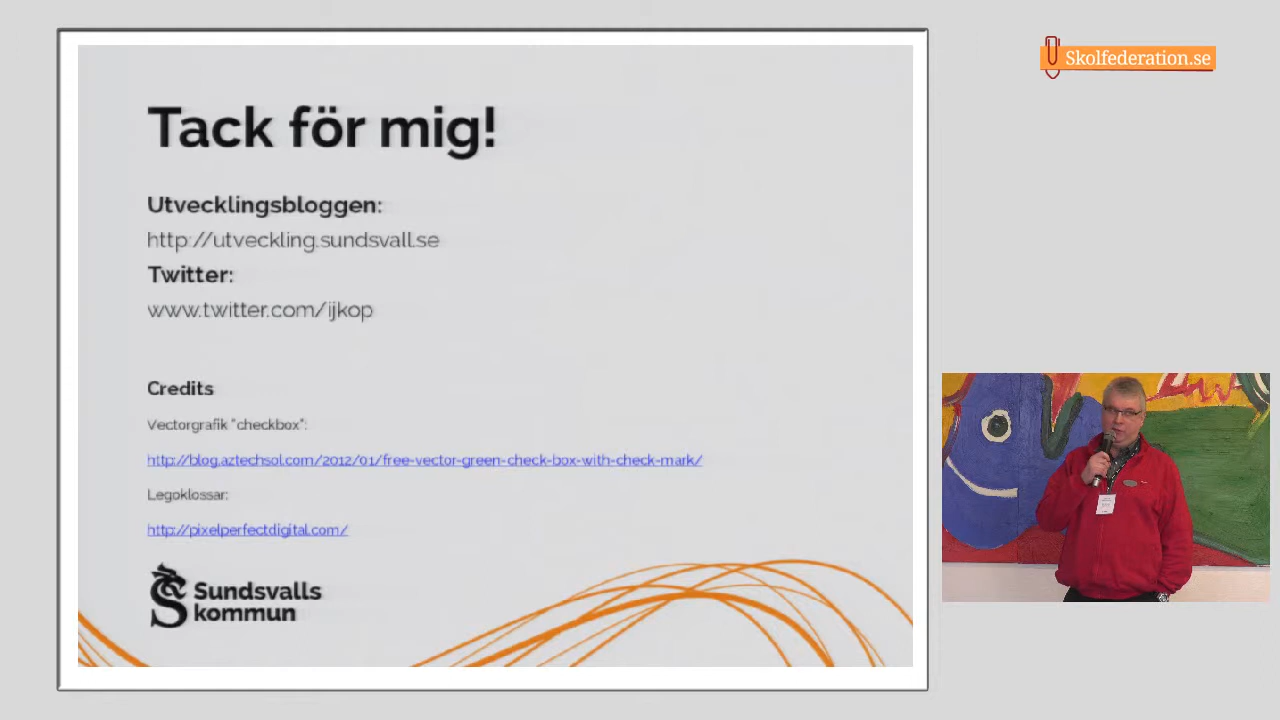 Skolfederation.se
Tack för mig!
Utvecklingsbloggen:
http://utveckling.sundsvall.se
Twitter:
www.twitter.com/ijkop
Credits
Vectorgrafik "checkbox":
http://blog.aztechsol.com/2012/01/free-vector-green-check-box-with-check-mark/
Legoklossar:
http://pixelperfectdigital.com/
Sundsvalls
kommun